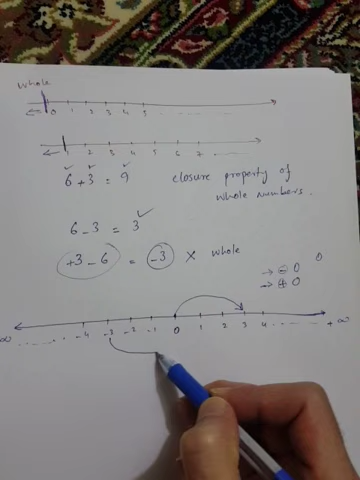 whole
0 1 2 3 4 5 ......
1 2 3 4 5 6 7 ......
6 + 3 = 9 closure property of
whole numbers.
6 - 3 = 3
+3 - 6 = -3 × whole
0
→ - 0
→ + 0
∞ ...... -4 -3 -2 -1 0 1 2 3 4 ...... +∞